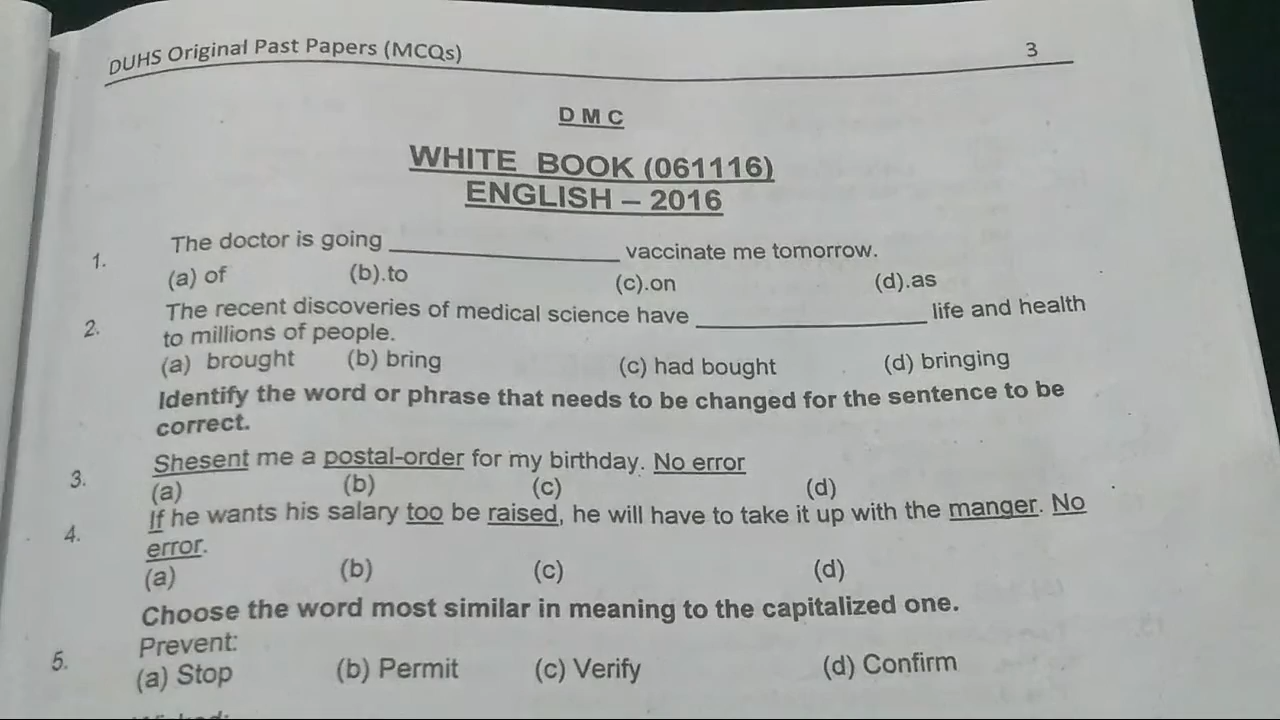 DUHS Original Past Papers (MCQs) 3
D M C
WHITE BOOK (061116)
ENGLISH – 2016
1. The doctor is going ____________ vaccinate me tomorrow.
(a) of (b).to (c).on (d).as
2. The recent discoveries of medical science have ____________ life and health
to millions of people.
(a) brought (b) bring (c) had bought (d) bringing
Identify the word or phrase that needs to be changed for the sentence to be
correct.
3. Shesent me a postal-order for my birthday. No error
(a) (b) (c) (d)
4. If he wants his salary too be raised, he will have to take it up with the manger. No
error.
(a) (b) (c) (d)
Choose the word most similar in meaning to the capitalized one.
5. Prevent:
(a) Stop (b) Permit (c) Verify (d) Confirm